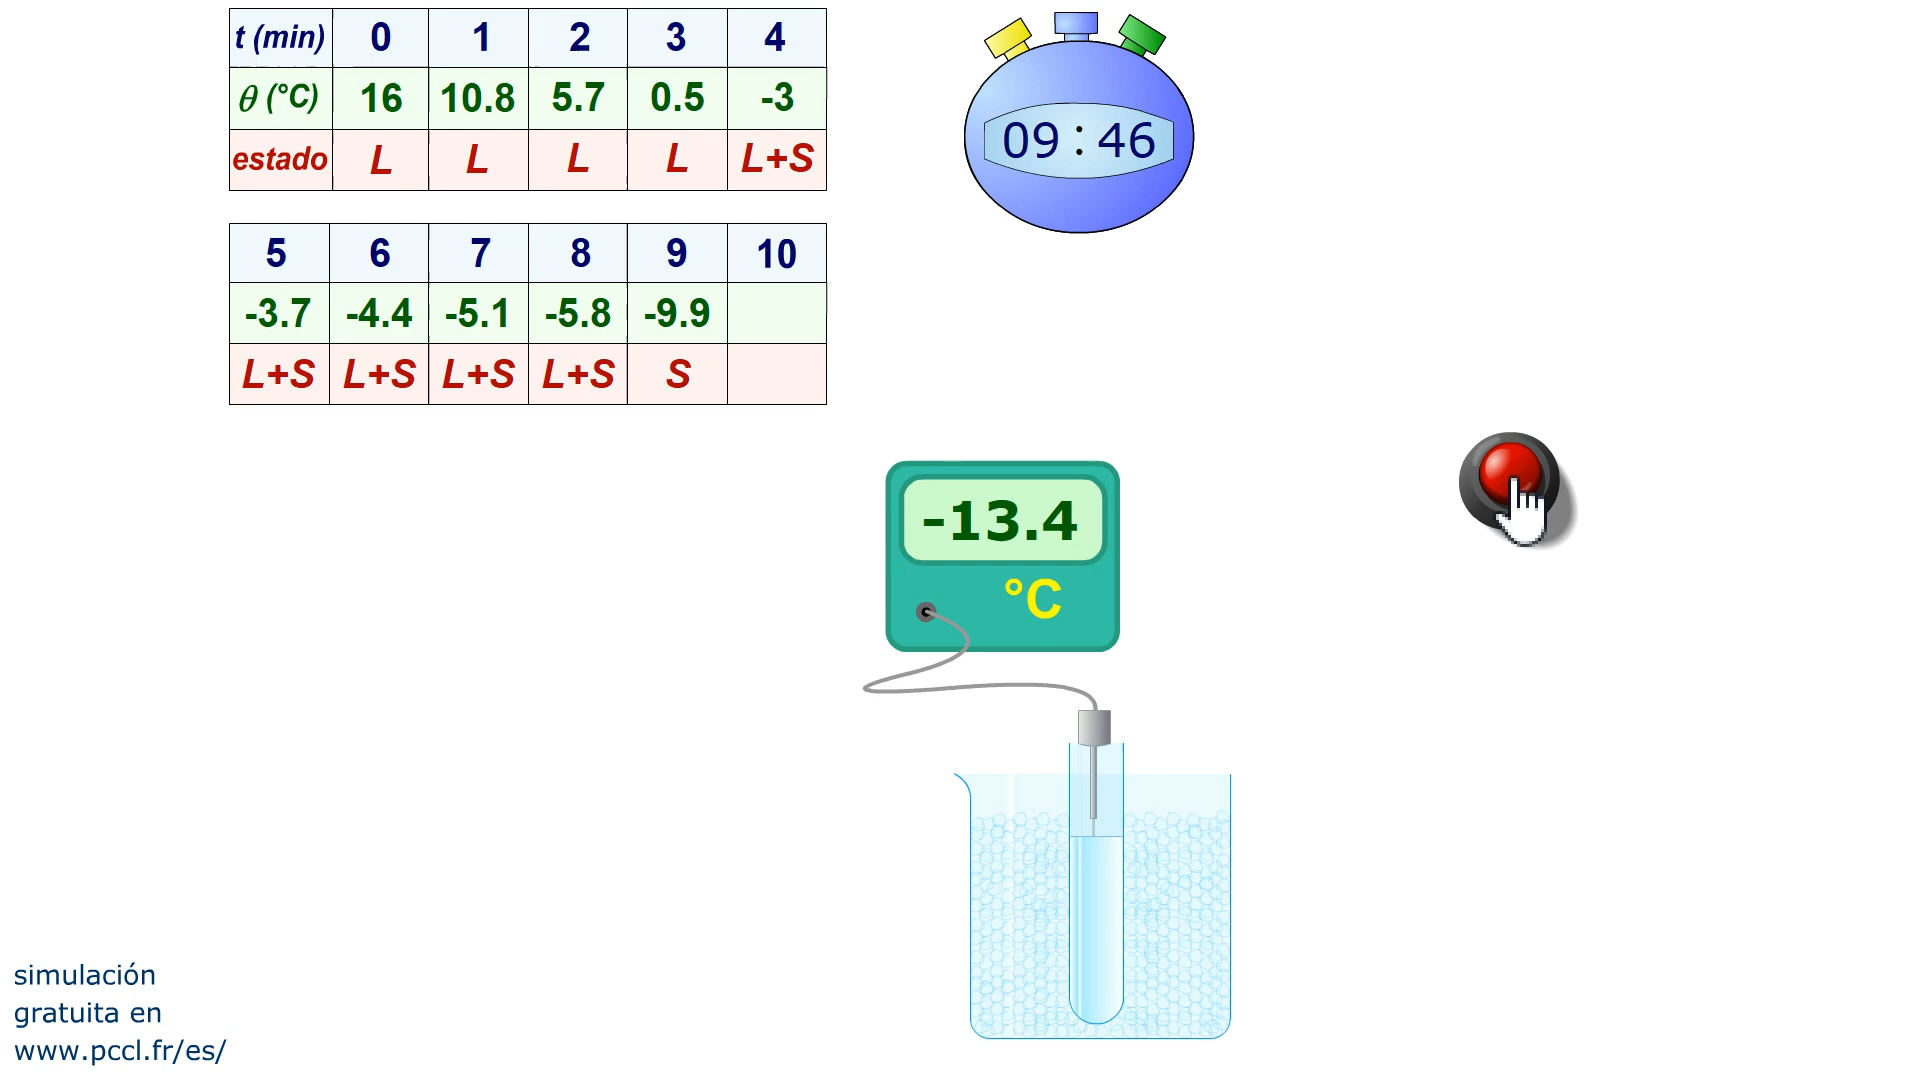 t (min) 0 1 2 3 4
θ (°C) 16 10.8 5.7 0.5 -3
estado L L L L L+S
09:46
5 6 7 8 9 10
-3.7 -4.4 -5.1 -5.8 -9.9
L+S L+S L+S L+S S
-13.4
°C
simulación
gratuita en
www.pccl.fr/es/